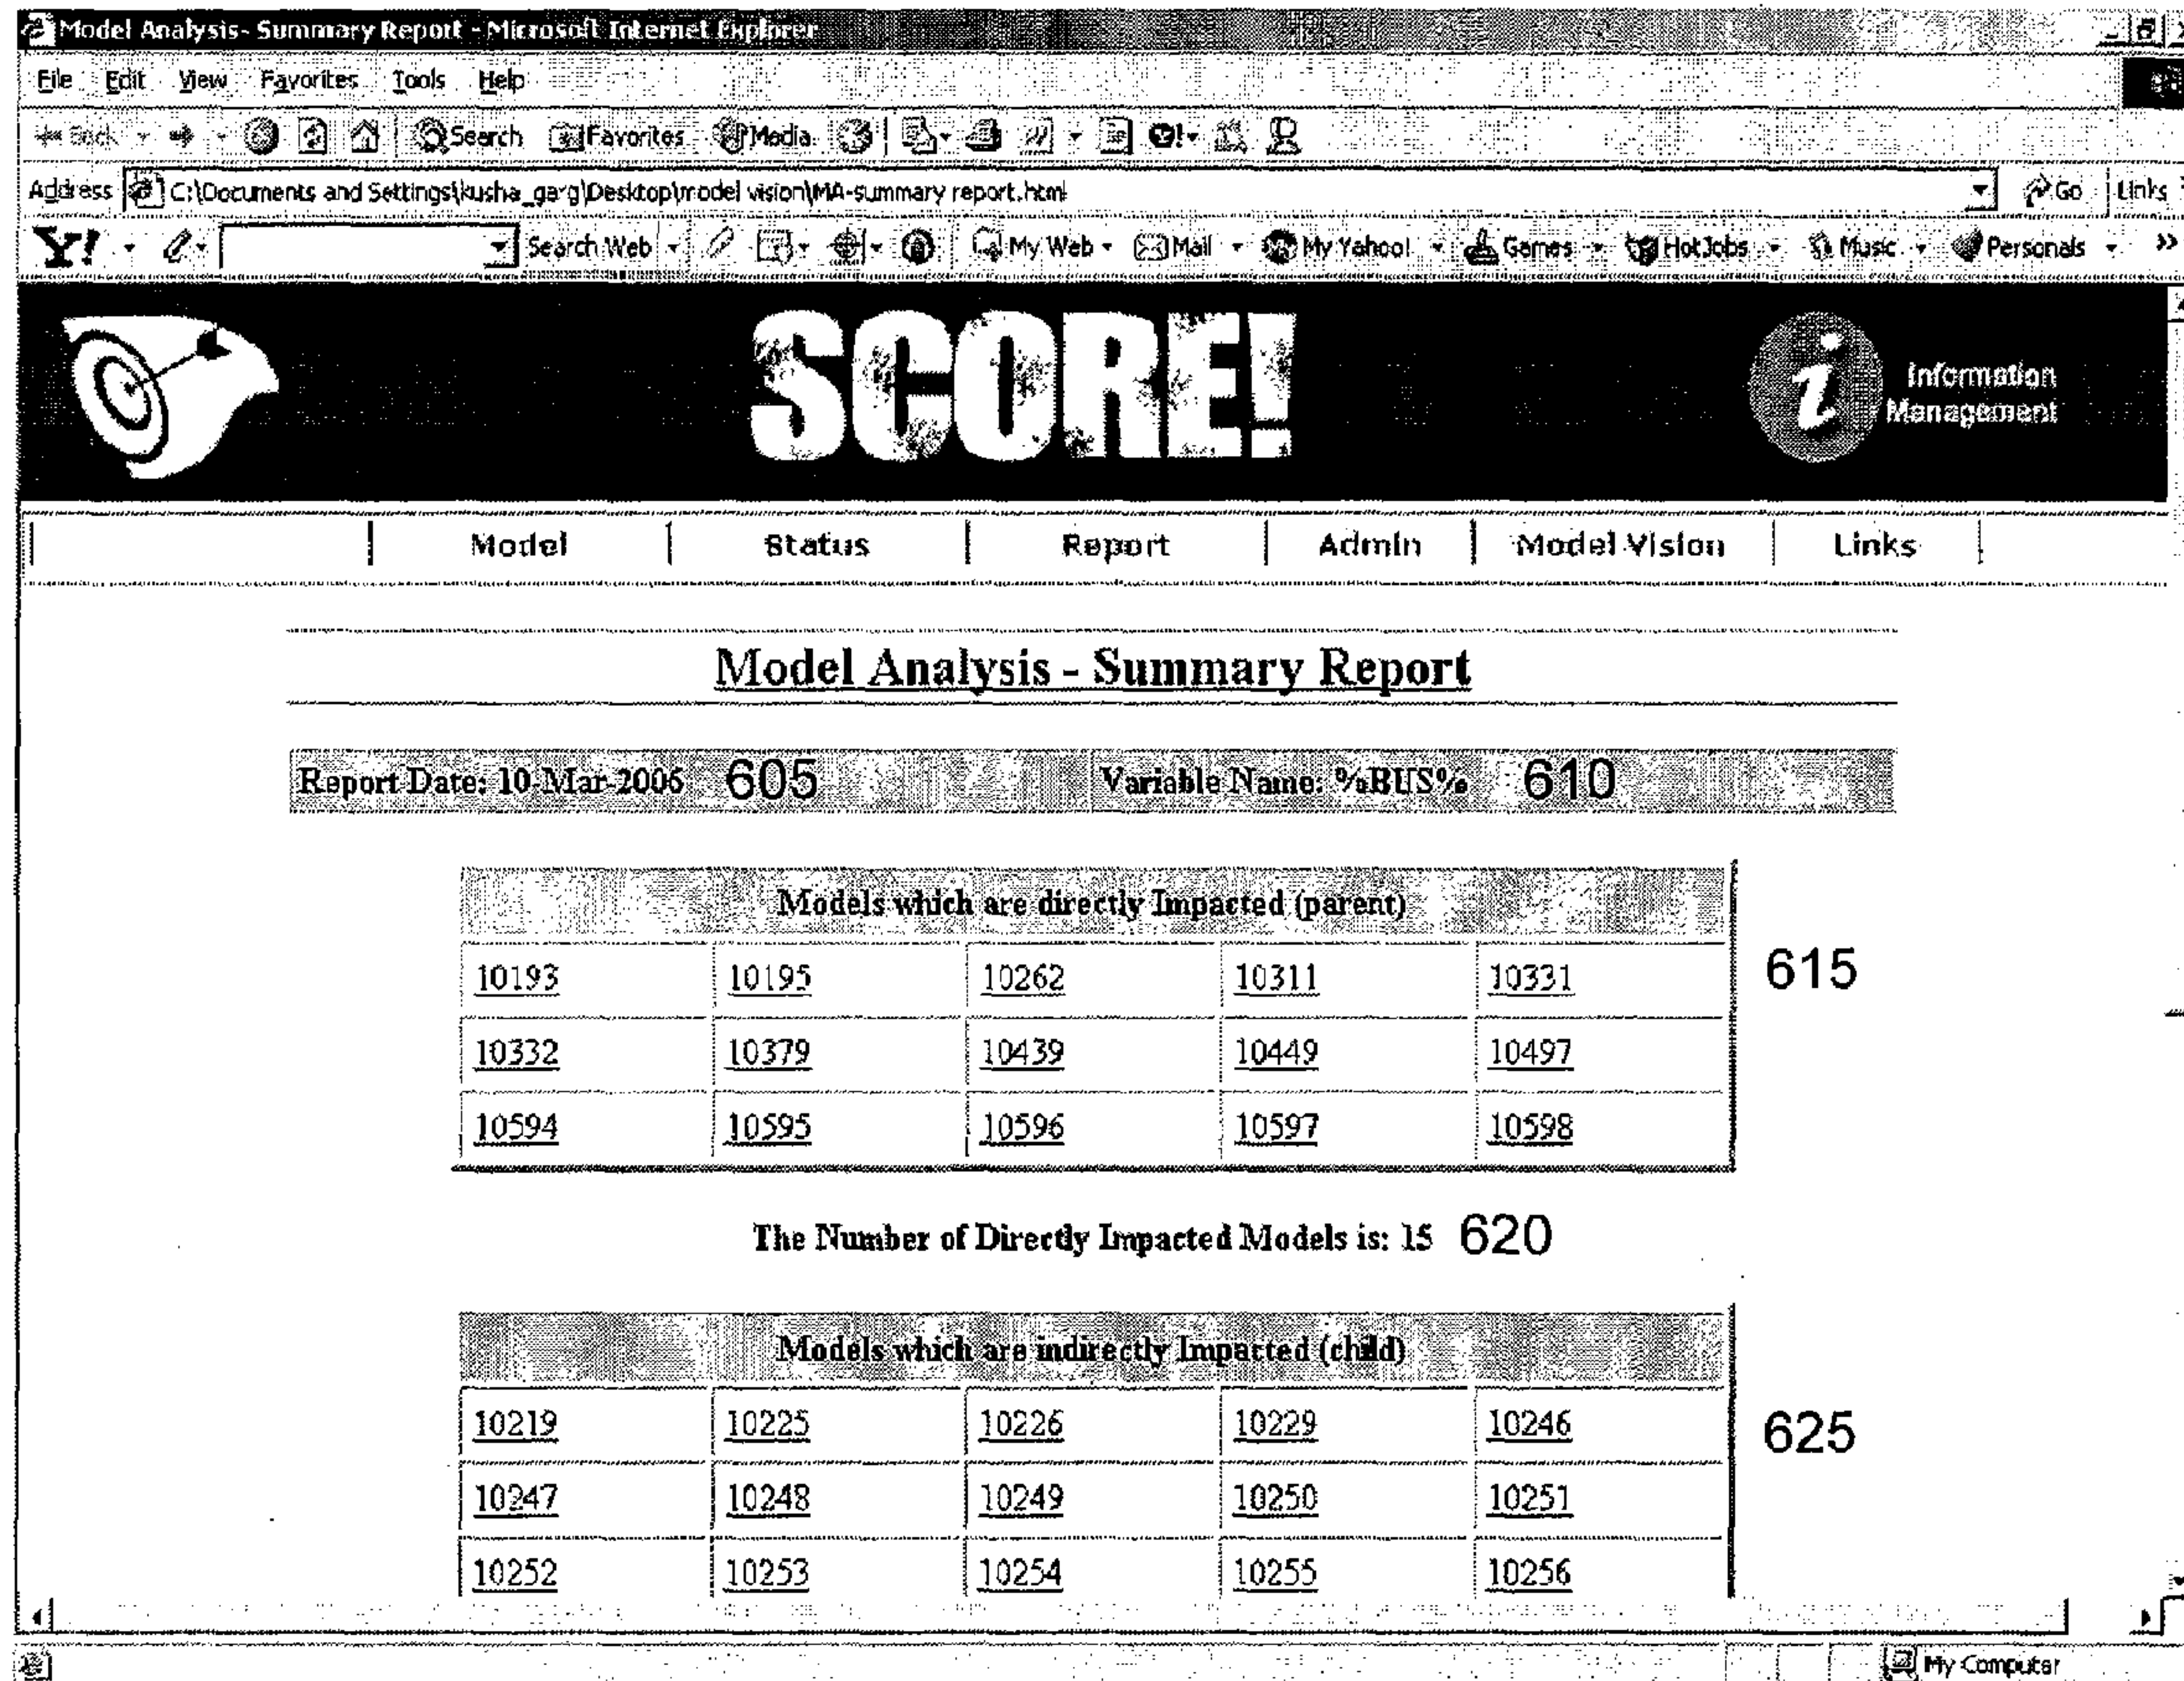 Model Analysis- Summary Report - Microsoft Internet Explorer
File Edit View Favorites Tools Help
Back Search Favorites Media
Address C:\Documents and Settings\kusha_garg\Desktop\model vision\MA-summary report.html Go Links
Y! Search Web My Web Mail My Yahoo! Games HotJobs Music Personals »
SCORE!
i Information
Management
Model Status Report Admin Model Vision Links
Model Analysis - Summary Report
Report Date: 10-Mar-2006 605 Variable Name: %BUS% 610
Models which are directly Impacted (parent)
10193 10195 10262 10311 10331 615
10332 10379 10439 10449 10497
10594 10595 10596 10597 10598
The Number of Directly Impacted Models is: 15 620
Models which are indirectly Impacted (child)
10219 10225 10226 10229 10246 625
10247 10248 10249 10250 10251
10252 10253 10254 10255 10256
My Computer